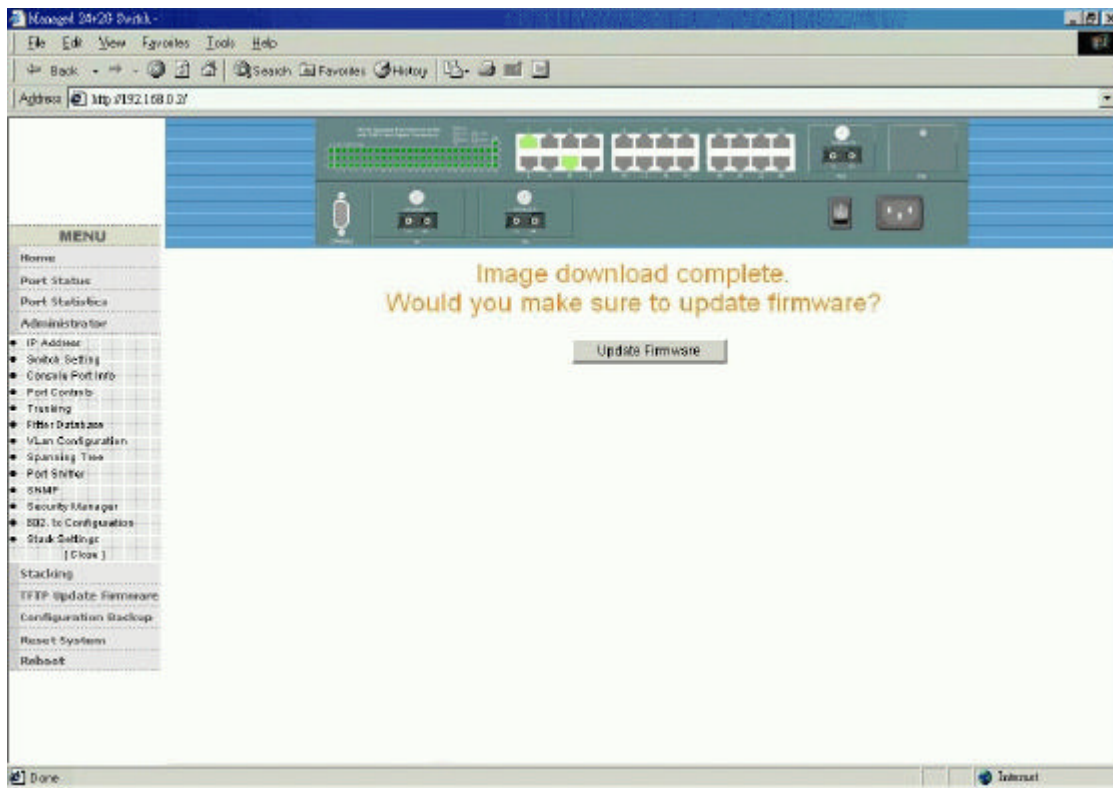 Managed 24+2G Switch -
File Edit View Favorites Tools Help
Back Search Favorites History
Address http://192.168.0.2/
MENU
Home
Port Status
Port Statistics
Administrator
IP Address
Switch Setting
Console Port Info
Port Controls
Trunking
Filter Database
VLan Configuration
Spanning Tree
Port Sniffer
SNMP
Security Manager
802.1x Configuration
Stack Settings
[ Close ]
Stacking
TFTP Update Firmware
Configuration Backup
Reset System
Reboot
Image download complete.
Would you make sure to update firmware?
Update Firmware
Done
Internet